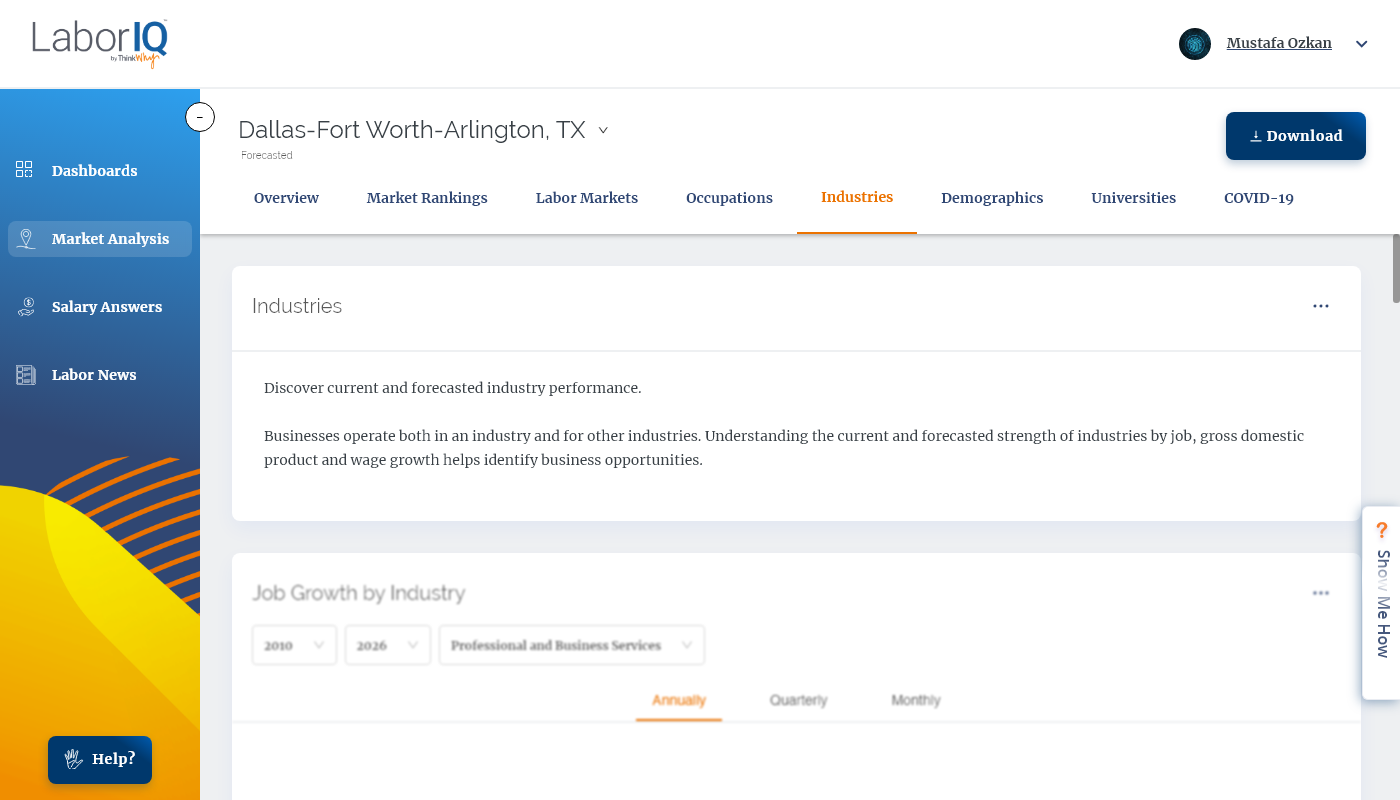 LaborIQ
by ThinkWhy
Mustafa Ozkan
Dashboards
Market Analysis
Salary Answers
Labor News
Help?
Dallas-Fort Worth-Arlington, TX
Forecasted
Download
Overview
Market Rankings
Labor Markets
Occupations
Industries
Demographics
Universities
COVID-19
Industries
Discover current and forecasted industry performance.
Businesses operate both in an industry and for other industries. Understanding the current and forecasted strength of industries by job, gross domestic
product and wage growth helps identify business opportunities.
Job Growth by Industry
2010
2026
Professional and Business Services
Annually
Quarterly
Monthly
? Show Me How